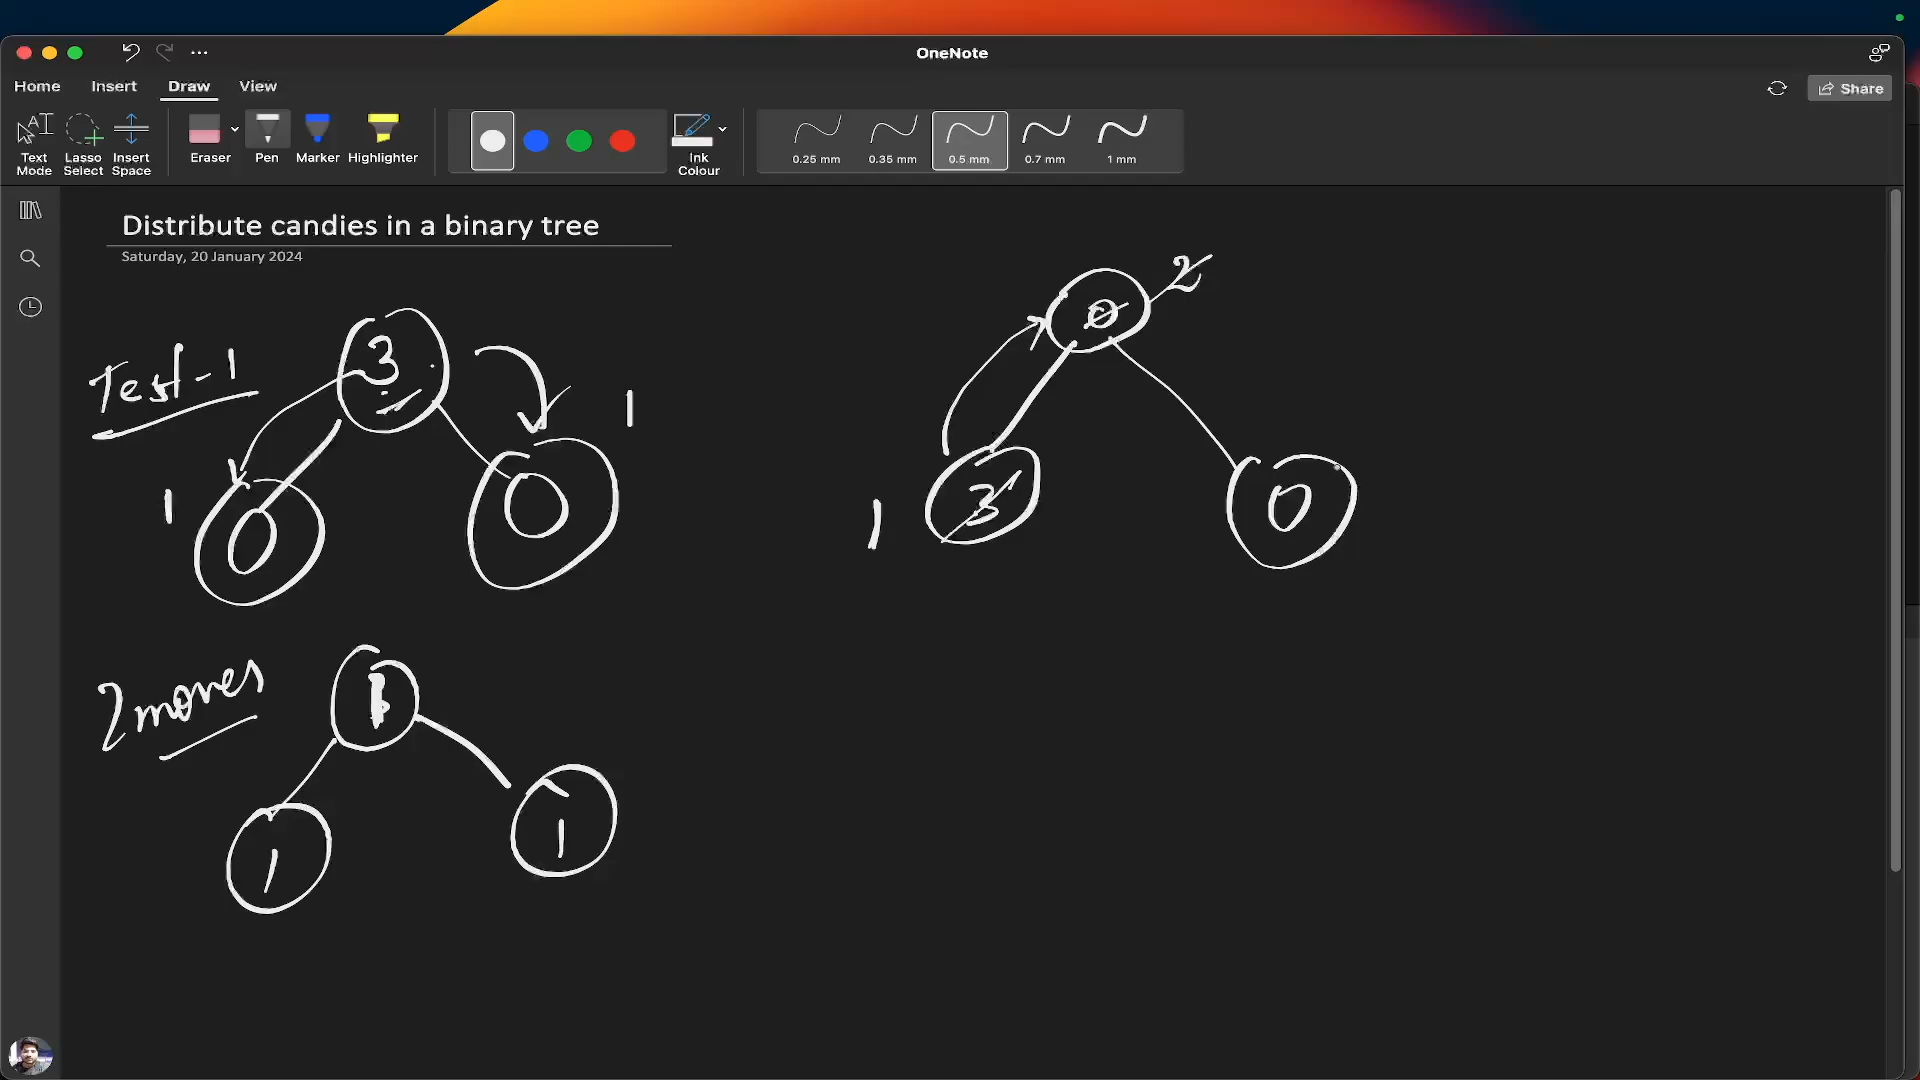 OneNote
Home Insert Draw View
Share
Text Mode
Lasso Select
Insert Space
Eraser
Pen
Marker
Highlighter
Ink Colour
0.25 mm
0.35 mm
0.5 mm
0.7 mm
1 mm
Distribute candies in a binary tree
Saturday, 20 January 2024
Test-1
3
1
1
0
0
2 moves
1
1
1
0
2
1
3
0